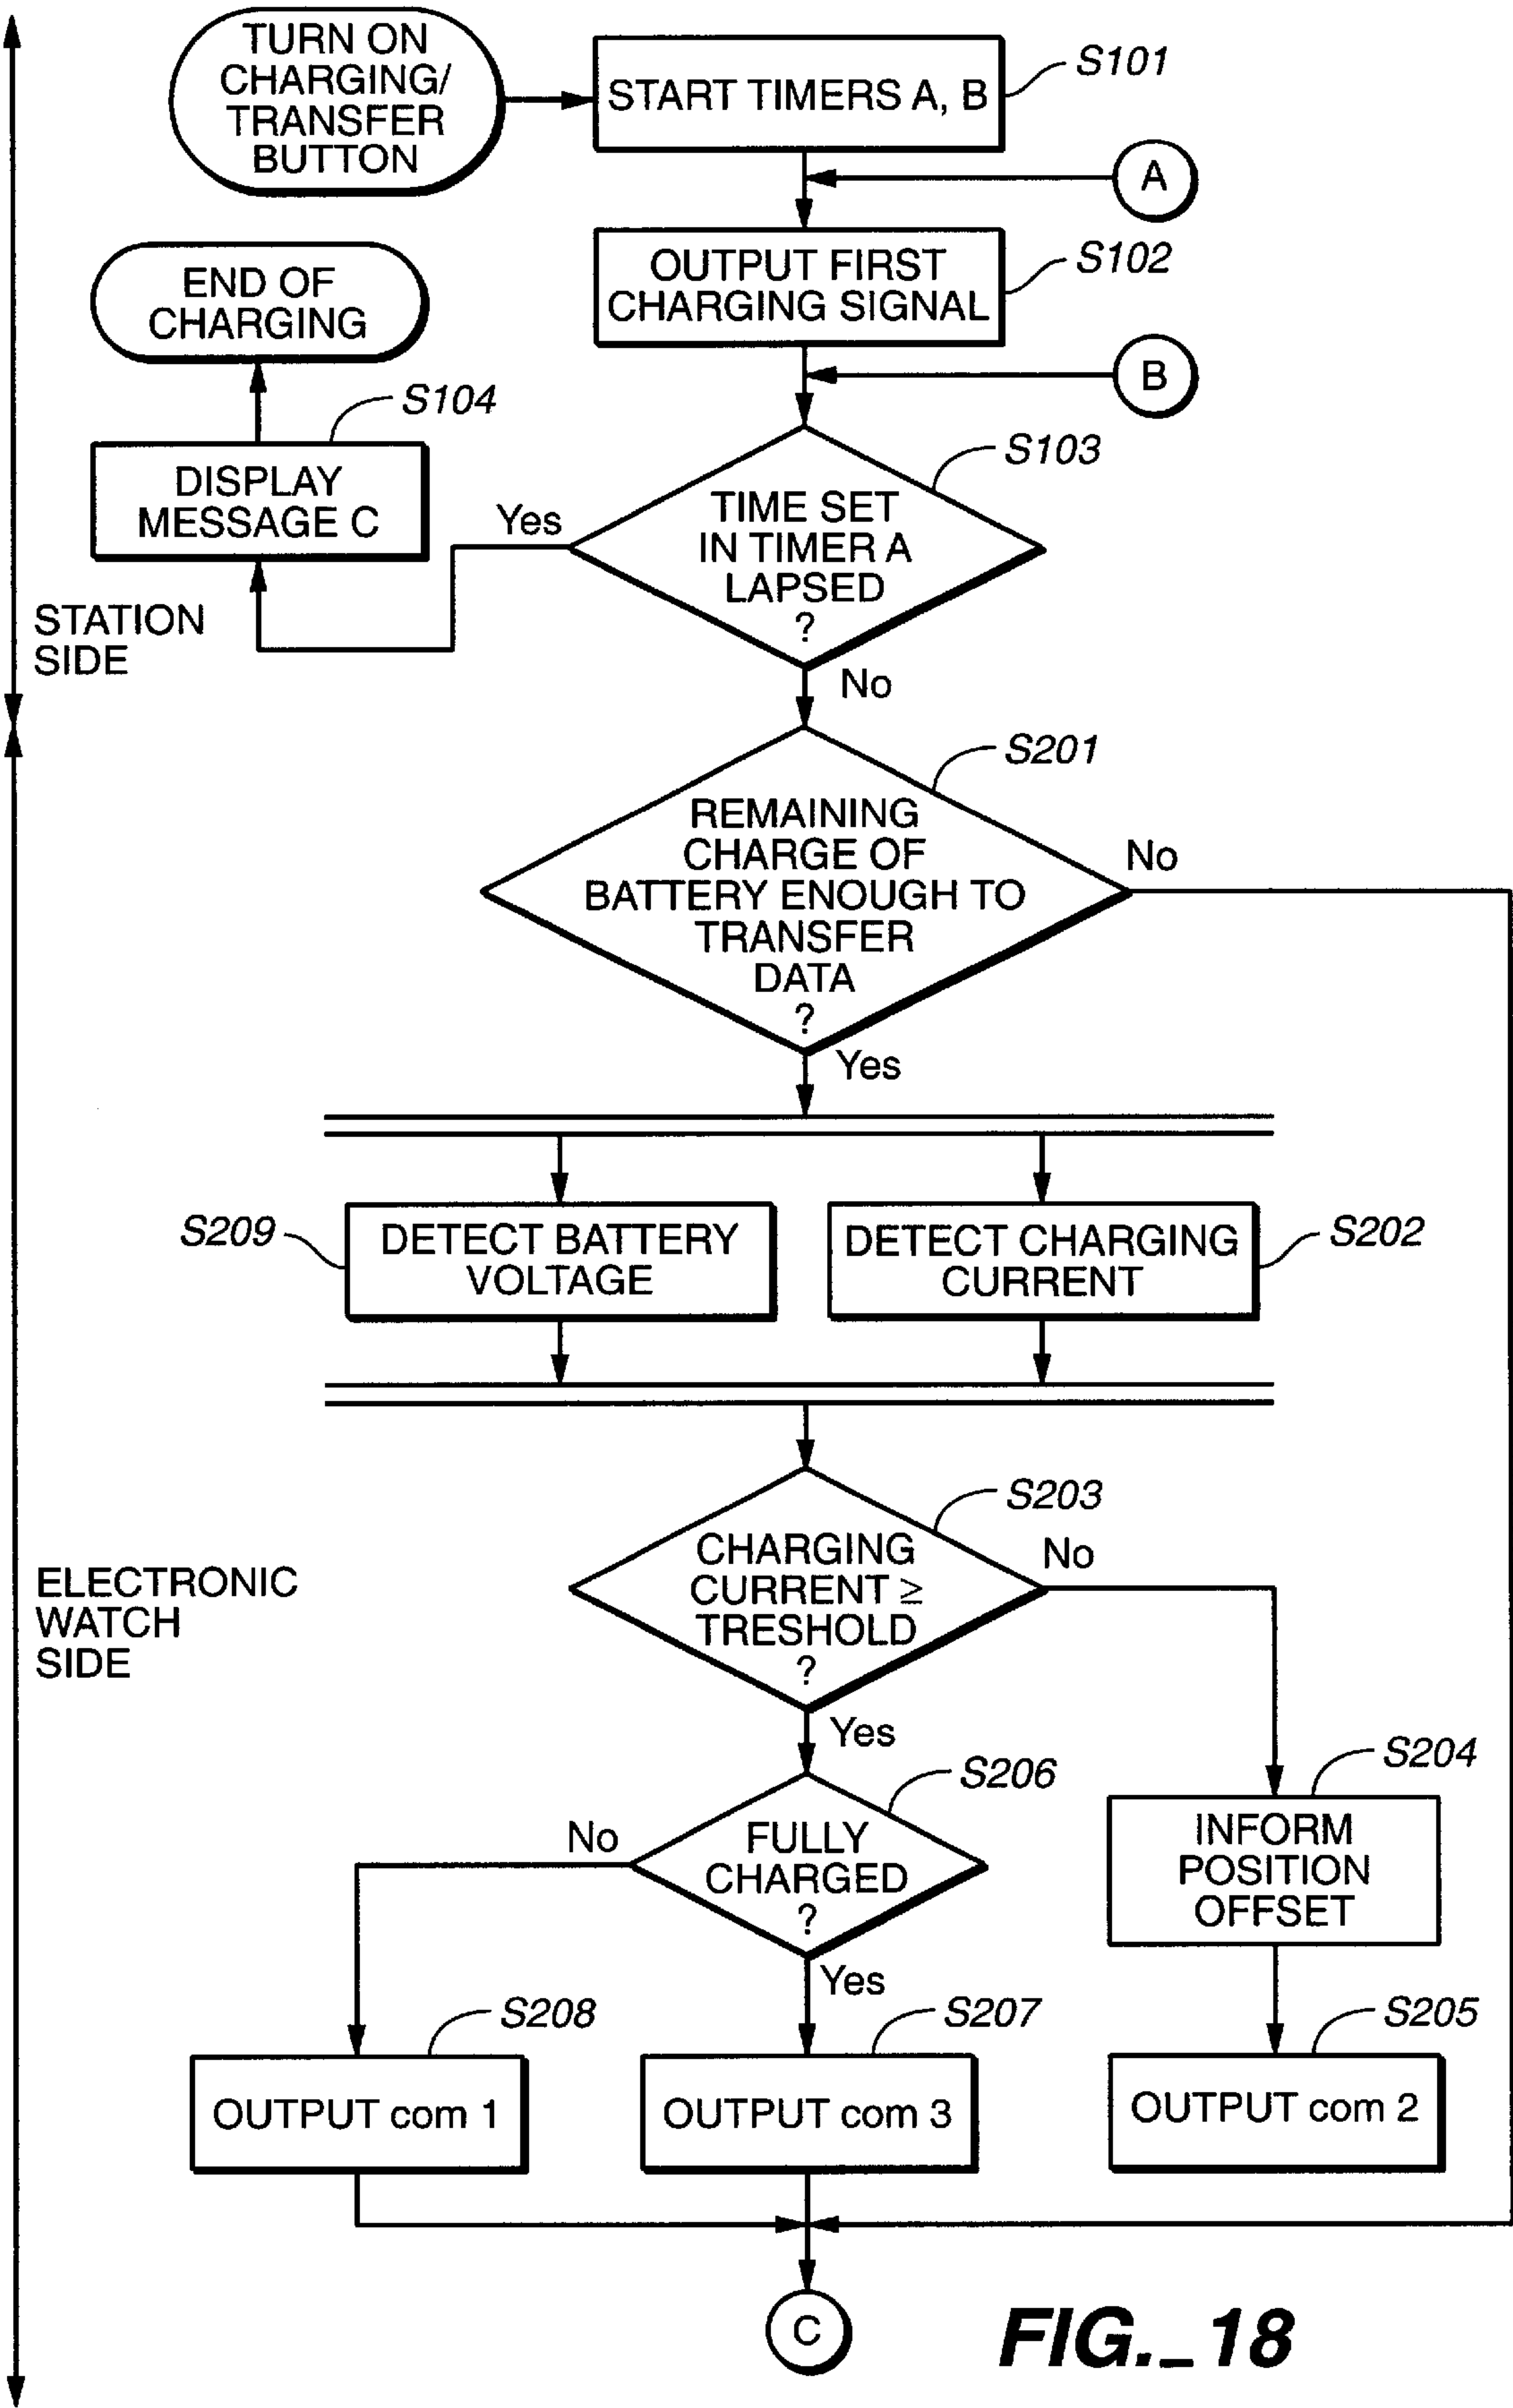 TURN ON
CHARGING/
TRANSFER
BUTTON
START TIMERS A, B
S101
A
OUTPUT FIRST
CHARGING SIGNAL
S102
END OF
CHARGING
B
S104
DISPLAY
MESSAGE C
S103
TIME SET
IN TIMER A
LAPSED
?
Yes
No
STATION
SIDE
S201
REMAINING
CHARGE OF
BATTERY ENOUGH TO
TRANSFER
DATA
?
No
Yes
S209
DETECT BATTERY
VOLTAGE
DETECT CHARGING
CURRENT
S202
S203
CHARGING
CURRENT ≥
TRESHOLD
?
No
Yes
ELECTRONIC
WATCH
SIDE
S206
FULLY
CHARGED
?
No
Yes
S204
INFORM
POSITION
OFFSET
S208
OUTPUT com 1
S207
OUTPUT com 3
S205
OUTPUT com 2
C
FIG._18